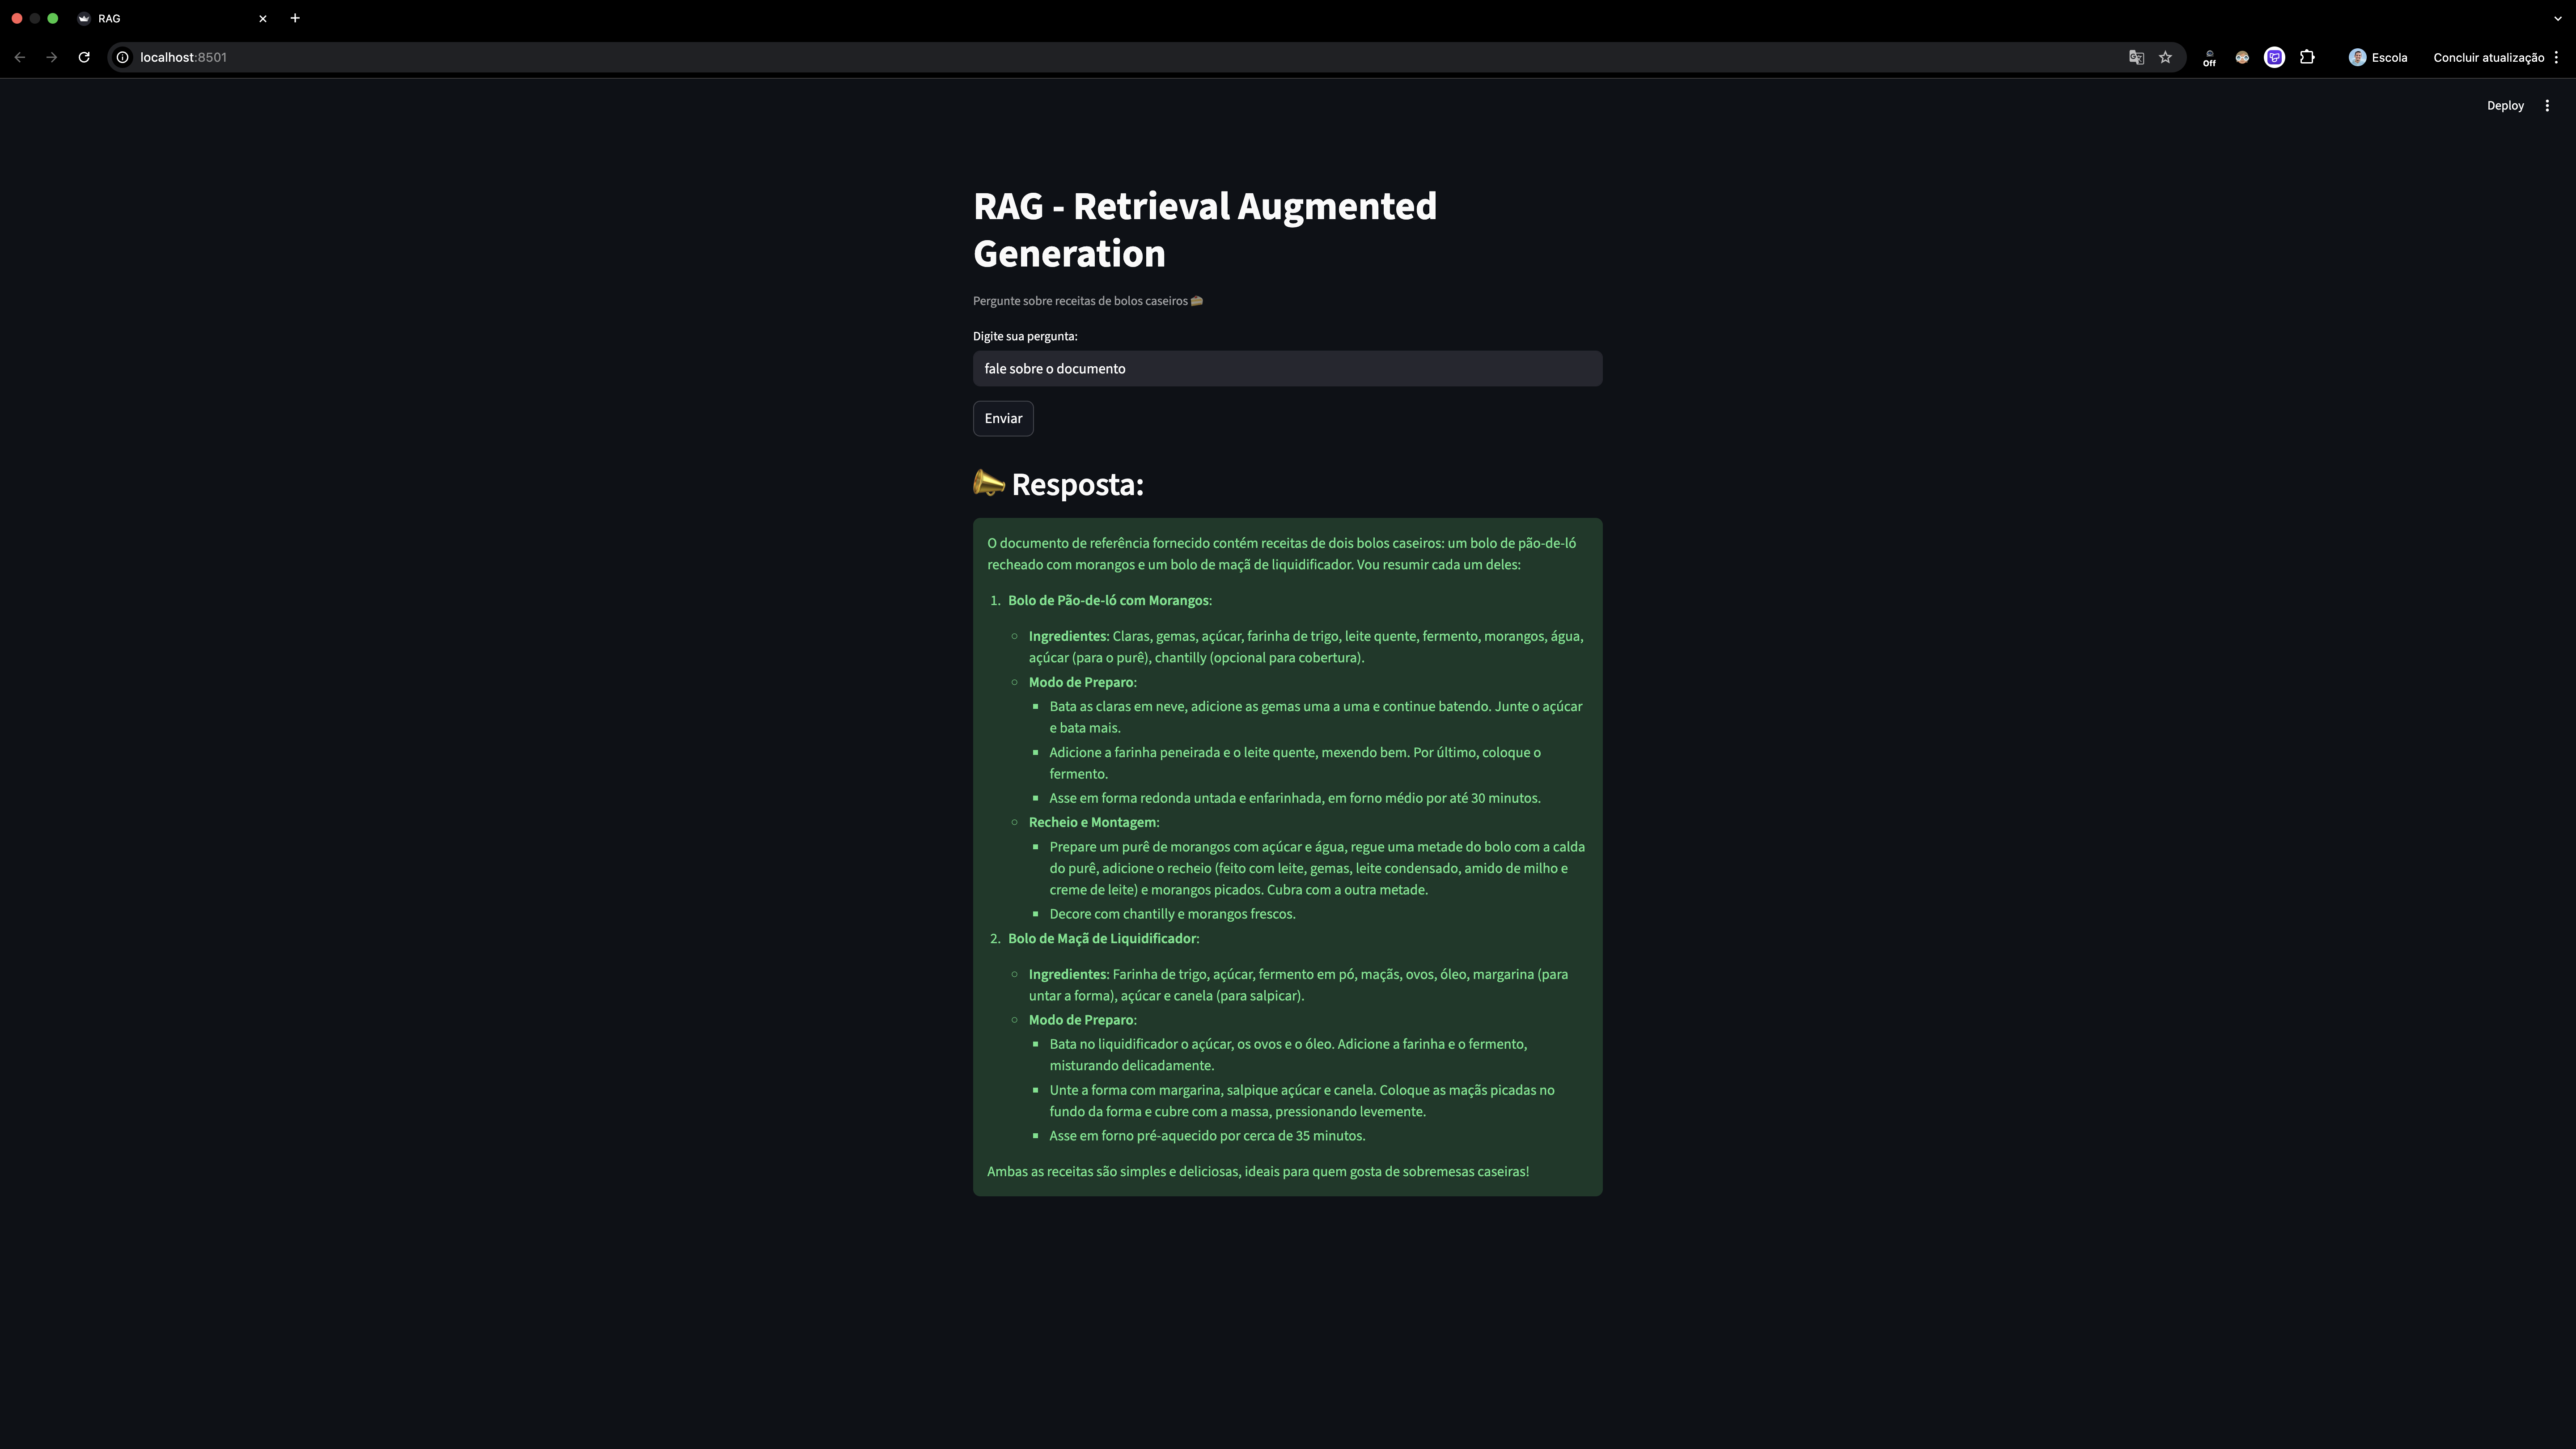 RAG
localhost:8501
Off
Escola
Concluir atualização
Deploy
RAG - Retrieval Augmented
Generation
Pergunte sobre receitas de bolos caseiros 🍰
Digite sua pergunta:
fale sobre o documento
Enviar
📣 Resposta:
O documento de referência fornecido contém receitas de dois bolos caseiros: um bolo de pão-de-ló
recheado com morangos e um bolo de maçã de liquidificador. Vou resumir cada um deles:
1. Bolo de Pão-de-ló com Morangos:
Ingredientes: Claras, gemas, açúcar, farinha de trigo, leite quente, fermento, morangos, água,
açúcar (para o purê), chantilly (opcional para cobertura).
Modo de Preparo:
Bata as claras em neve, adicione as gemas uma a uma e continue batendo. Junte o açúcar
e bata mais.
Adicione a farinha peneirada e o leite quente, mexendo bem. Por último, coloque o
fermento.
Asse em forma redonda untada e enfarinhada, em forno médio por até 30 minutos.
Recheio e Montagem:
Prepare um purê de morangos com açúcar e água, regue uma metade do bolo com a calda
do purê, adicione o recheio (feito com leite, gemas, leite condensado, amido de milho e
creme de leite) e morangos picados. Cubra com a outra metade.
Decore com chantilly e morangos frescos.
2. Bolo de Maçã de Liquidificador:
Ingredientes: Farinha de trigo, açúcar, fermento em pó, maçãs, ovos, óleo, margarina (para
untar a forma), açúcar e canela (para salpicar).
Modo de Preparo:
Bata no liquidificador o açúcar, os ovos e o óleo. Adicione a farinha e o fermento,
misturando delicadamente.
Unte a forma com margarina, salpique açúcar e canela. Coloque as maçãs picadas no
fundo da forma e cubre com a massa, pressionando levemente.
Asse em forno pré-aquecido por cerca de 35 minutos.
Ambas as receitas são simples e deliciosas, ideais para quem gosta de sobremesas caseiras!